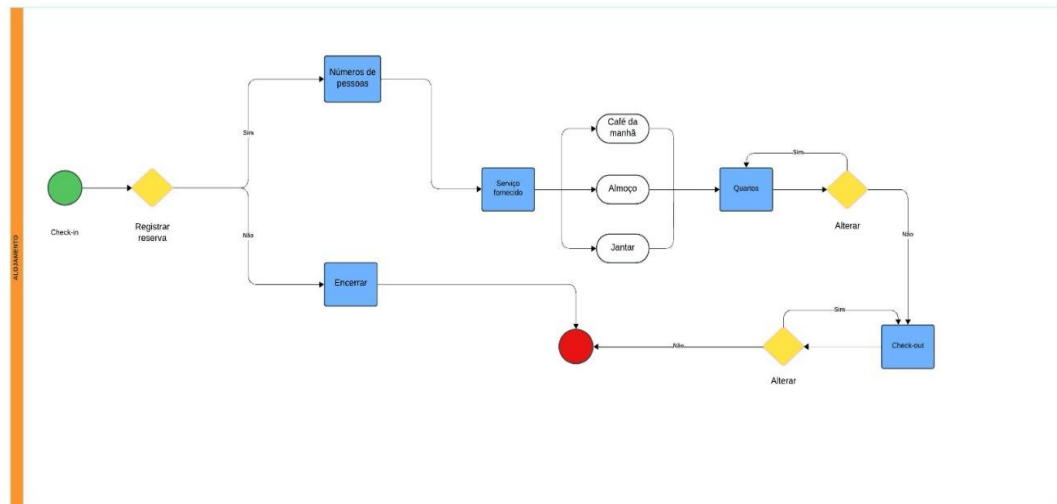 ALOJAMENTO
Check-in
Registrar
reserva
Sim
Não
Números de
pessoas
Encerrar
Serviço
fornecido
Café da
manhã
Almoço
Jantar
Quartos
Sim
Alterar
Não
Check-out
Sim
Alterar
Não